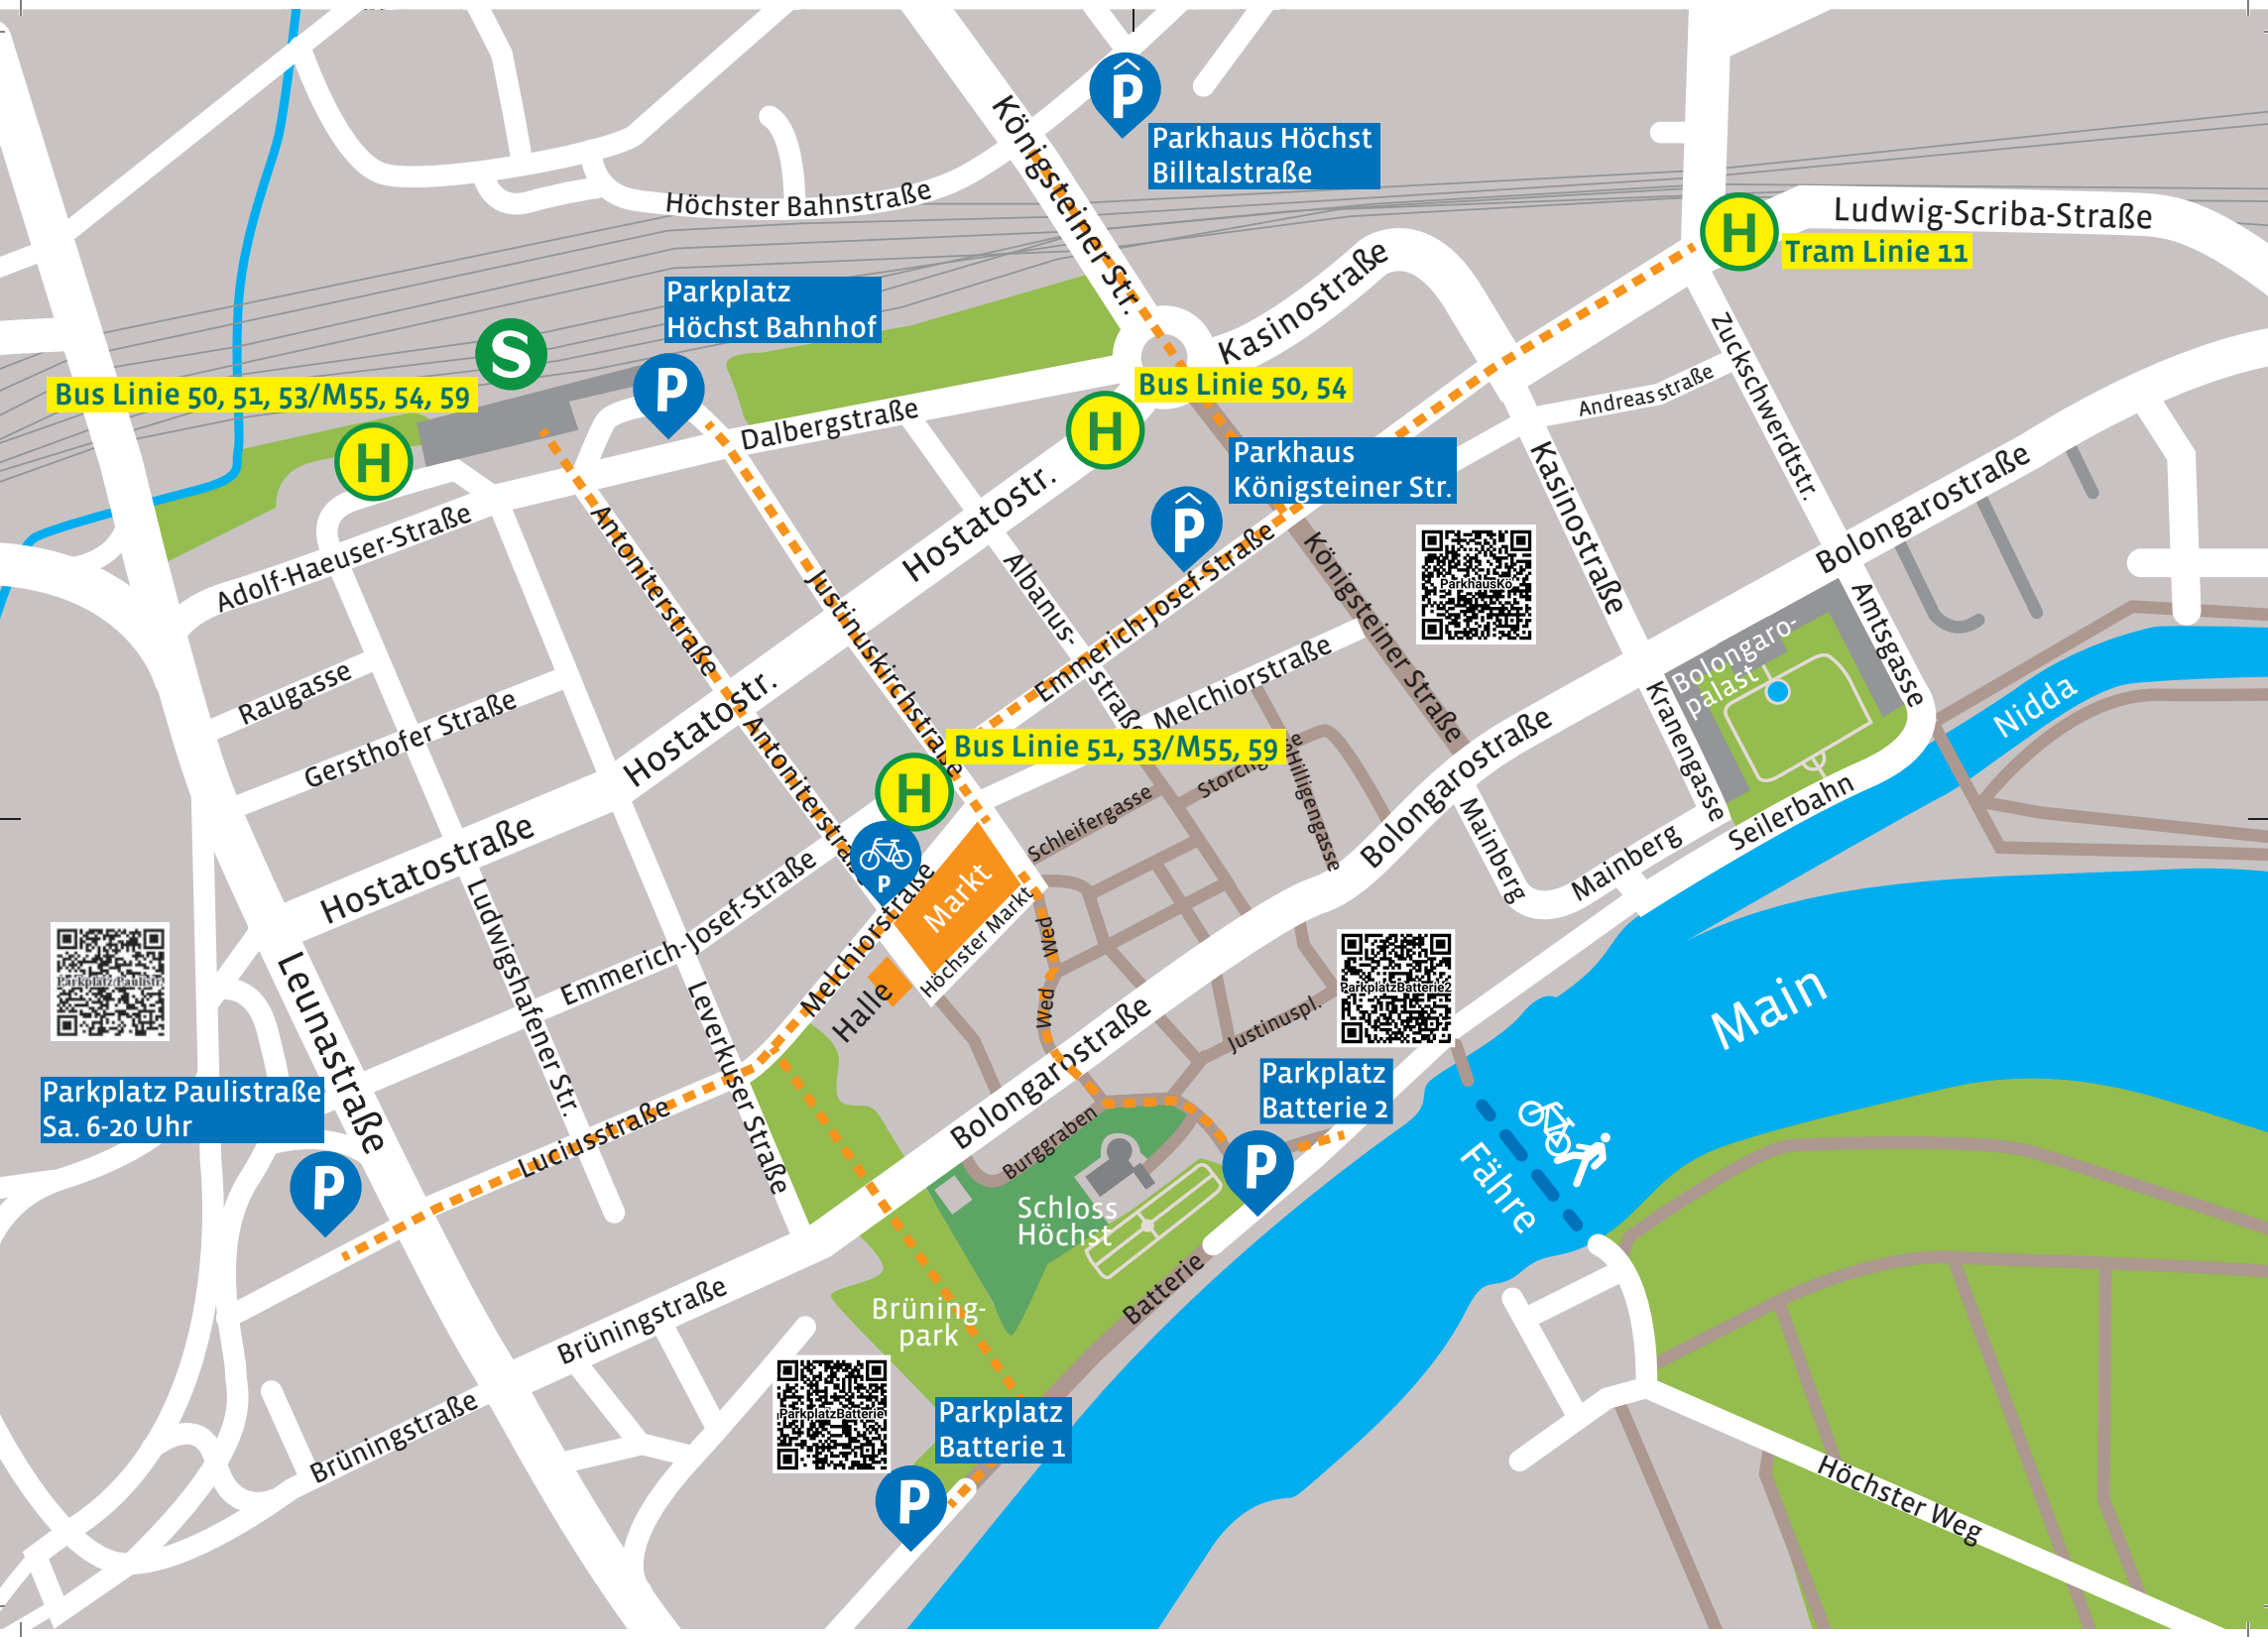 Parkhaus Höchst
Billtalstraße
Königsteiner Str.
Höchster Bahnstraße
Ludwig-Scriba-Straße
H
Tram Linie 11
Kasinostraße
Parkplatz
Höchst Bahnhof
S
P
Bus Linie 50, 51, 53/M55, 54, 59
H
Dalbergstraße
Bus Linie 50, 54
H
Andreasstraße
Zuckschwerdtstr.
Parkhaus
Königsteiner Str.
P
P
Kasinostraße
Bolongarostraße
Hostatostr.
Adolf-Haeuser-Straße
Antoniterstraße
Justinuskirchstraße
Albanus-
straße
Emmerich-Josef-Straße
Königsteiner Straße
ParkhausKö
Amtsgasse
Bolongaro-
palast
Raugasse
Gersthofer Straße
Hostatostr.
Melchiorstraße
Kranengasse
Nidda
Bus Linie 51, 53/M55, 59
H
Antoniterstraße
Schleifergasse
Bolongarostraße
Mainberg
Mainberg
Seilerbahn
P
Markt
Höchster Markt
Hostatostraße
Emmerich-Josef-Straße
Melchiorstraße
Halle
Wed
Wed
Ludwigshafener Str.
Leverkuser Straße
Leunastraße
Parkplatz Paulistr.
Parkplatz Paulistraße
Sa. 6-20 Uhr
P
Luciusstraße
Bolongarostraße
Justinuspl.
ParkplatzBatterie2
Parkplatz
Batterie 2
P
Main
Fähre
Burggraben
Schloss
Höchst
Batterie
Brüning-
park
Brüningstraße
Brüningstraße
ParkplatzBatterie
Parkplatz
Batterie 1
P
Höchster Weg